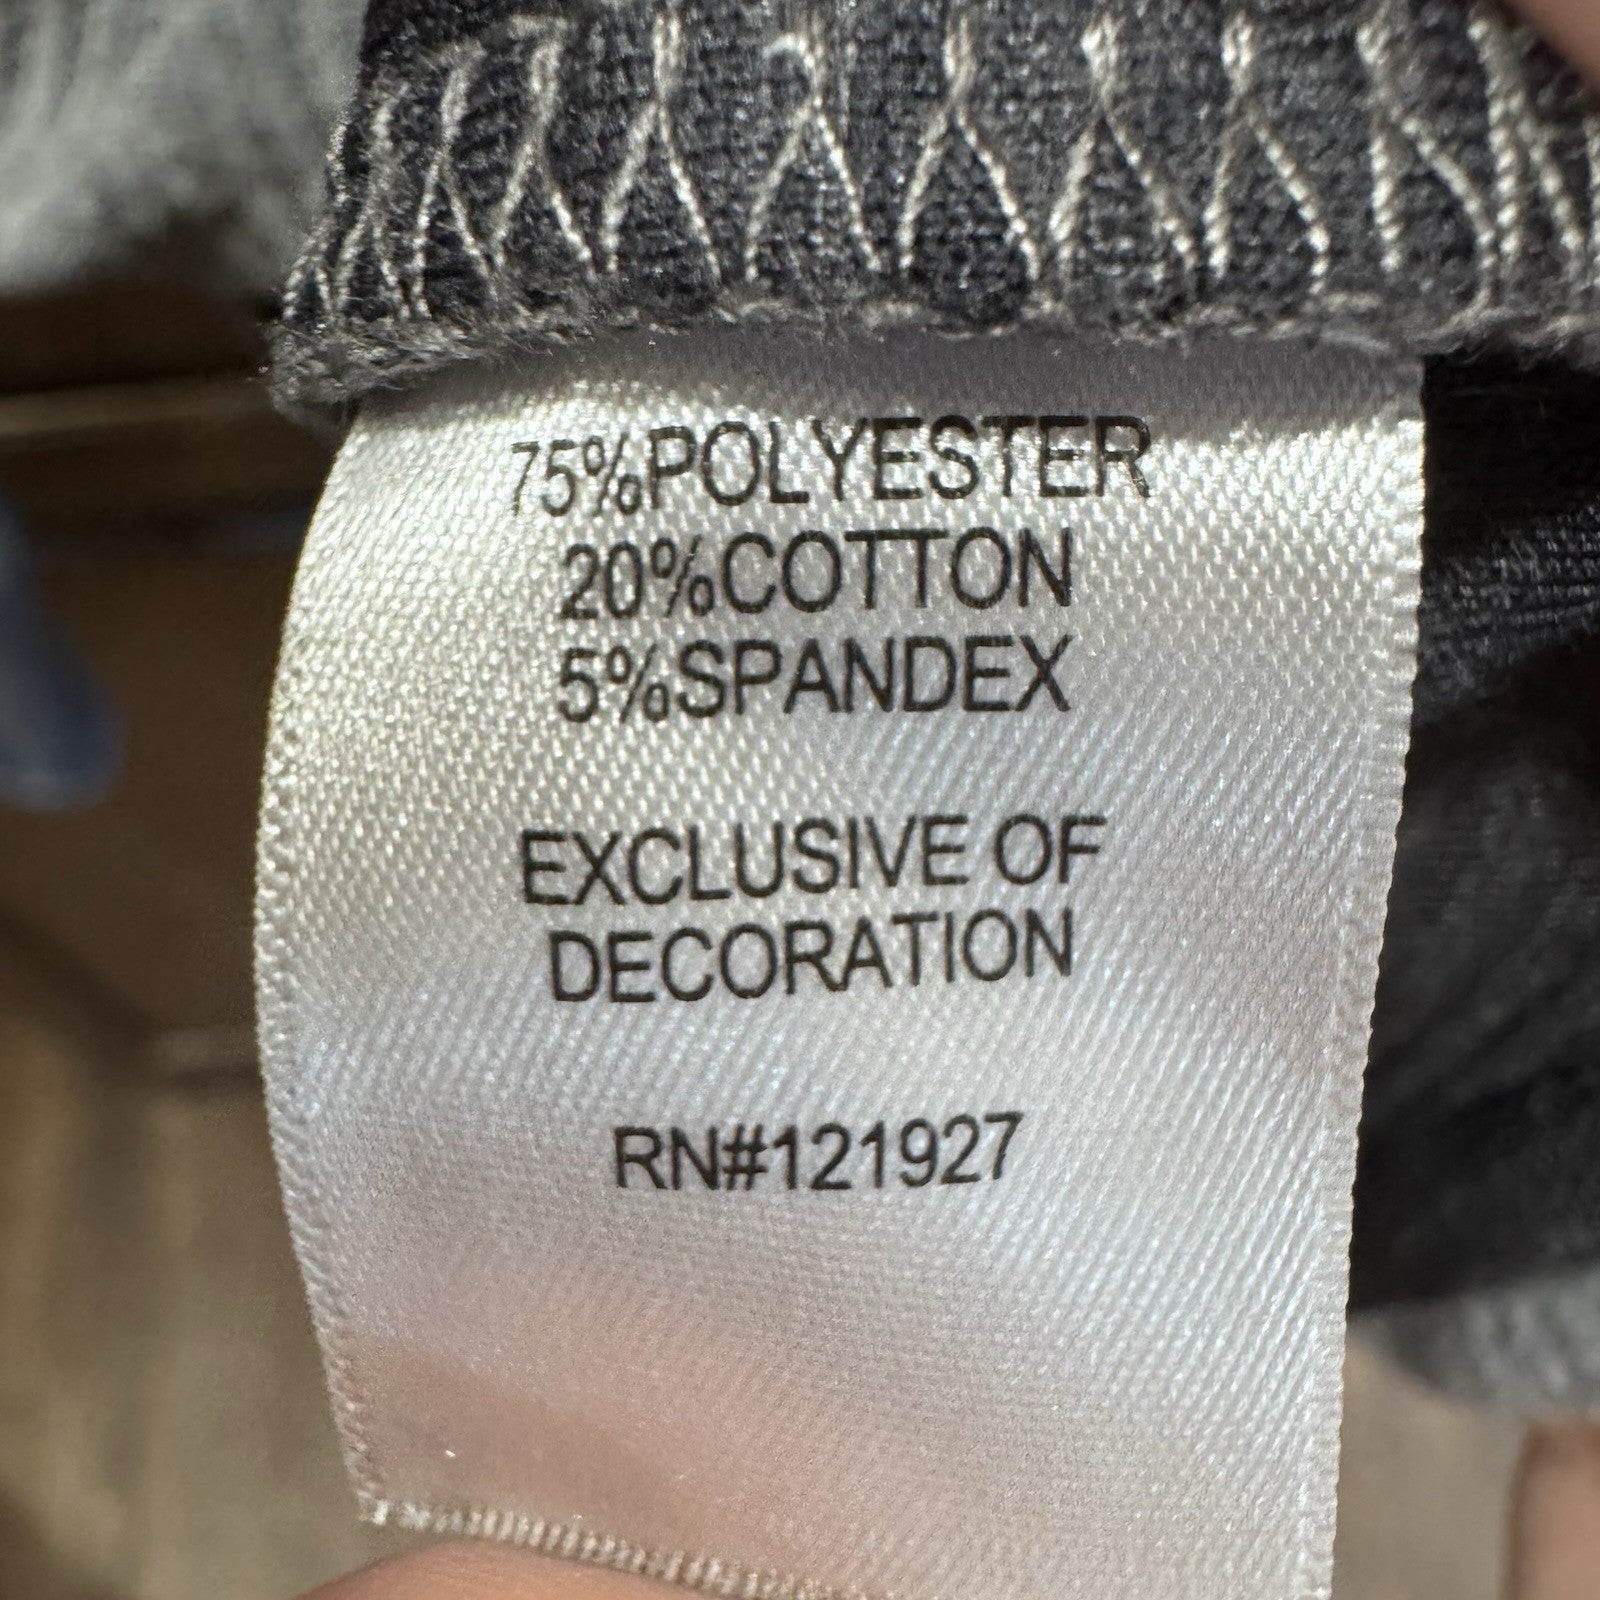 75%POLYESTER
20%COTTON
5%SPANDEX
EXCLUSIVE OF
DECORATION
RN#121927